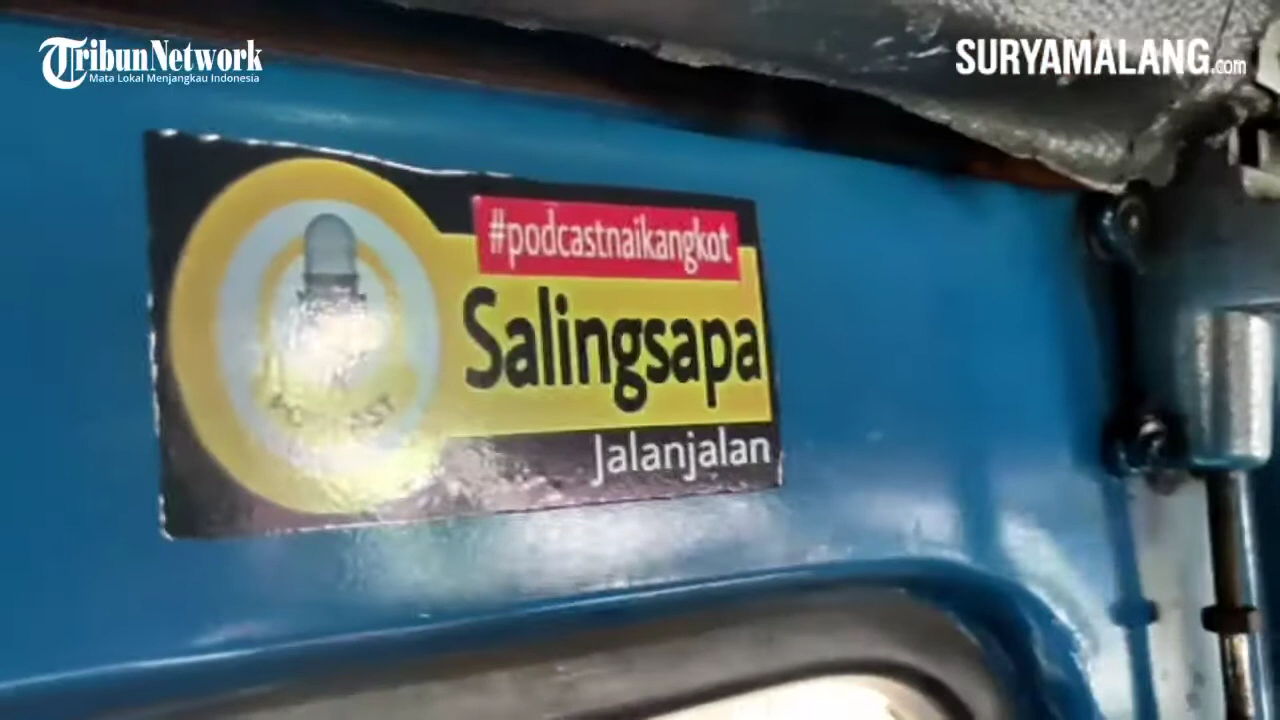 TribunNetwork
Mata Lokal Menjangkau Indonesia
SURYAMALANG.com
#podcastnaikangkot
Salingsapa
Jalanjalan